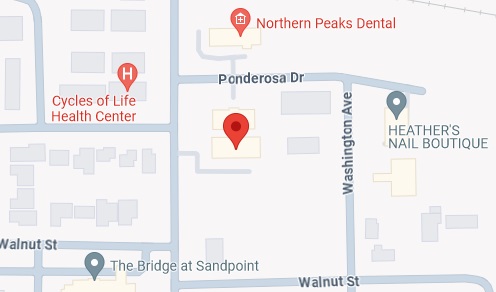 Northern Peaks Dental
Ponderosa Dr
H
Cycles of Life
Health Center
Washington Ave
HEATHER'S
NAIL BOUTIQUE
Walnut St
The Bridge at Sandpoint
Walnut St